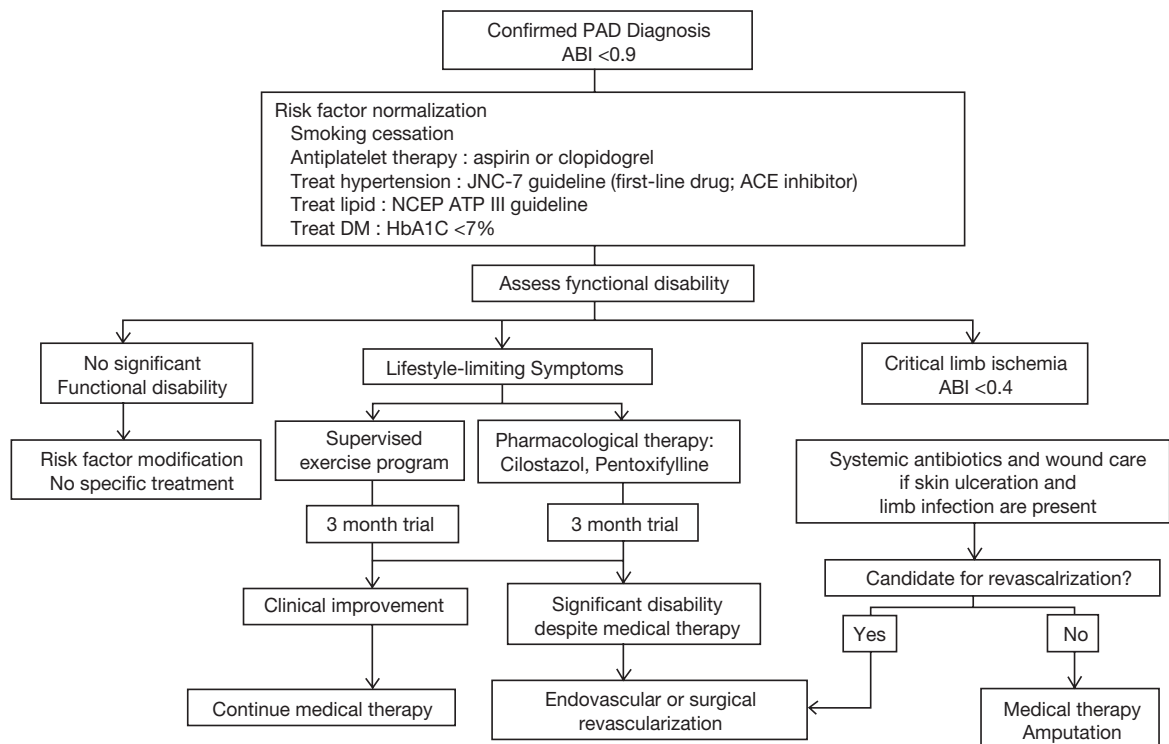 Confirmed PAD Diagnosis
ABI <0.9
Risk factor normalization
Smoking cessation
Antiplatelet therapy : aspirin or clopidogrel
Treat hypertension : JNC-7 guideline (first-line drug; ACE inhibitor)
Treat lipid : NCEP ATP III guideline
Treat DM : HbA1C <7%
Assess fynctional disability
No significant
Functional disability
Lifestyle-limiting Symptoms
Critical limb ischemia
ABI <0.4
Risk factor modification
No specific treatment
Supervised
exercise program
Pharmacological therapy:
Cilostazol, Pentoxifylline
Systemic antibiotics and wound care
if skin ulceration and
limb infection are present
3 month trial
3 month trial
Candidate for revascalrization?
Clinical improvement
Significant disability
despite medical therapy
Yes
No
Continue medical therapy
Endovascular or surgical
revascularization
Medical therapy
Amputation